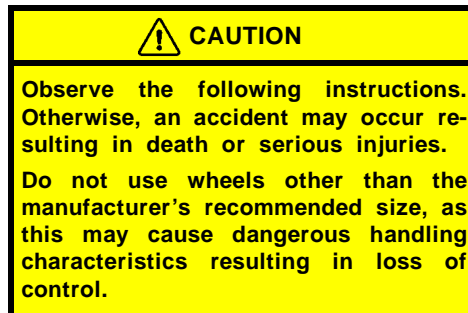 CAUTION
Observe the following instructions.
Otherwise, an accident may occur re-
sulting in death or serious injuries.
Do not use wheels other than the
manufacturer's recommended size, as
this may cause dangerous handling
characteristics resulting in loss of
control.